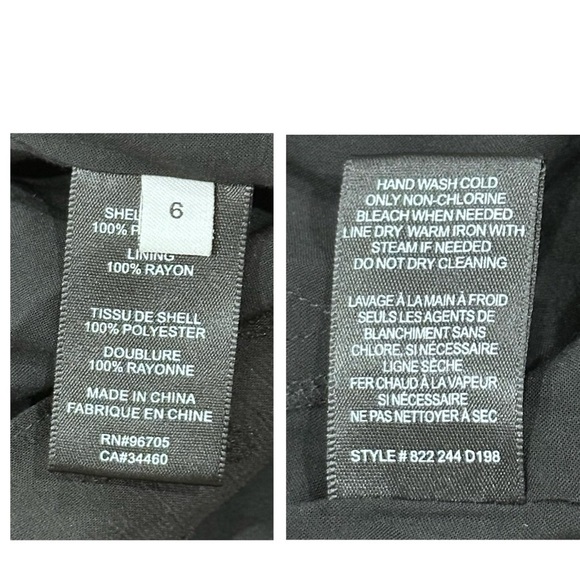 6
SHEL
100%
LINING
100% RAYON
TISSU DE SHELL
100% POLYESTER
DOUBLURE
100% RAYONNE
MADE IN CHINA
FABRIQUE EN CHINE
RN#96705
CA#34460
HAND WASH COLD
ONLY NON-CHLORINE
BLEACH WHEN NEEDED
LINE DRY. WARM IRON WITH
STEAM IF NEEDED
DO NOT DRY CLEANING
LAVAGE À LA MAIN À FROID
SEULS LES AGENTS DE
BLANCHIMENT SANS
CHLORE. SI NÉCESSAIRE
LIGNE SÈCHE
FER CHAUD À LA VAPEUR
SI NÉCESSAIRE
NE PAS NETTOYER À SEC
STYLE # 822 244 D198